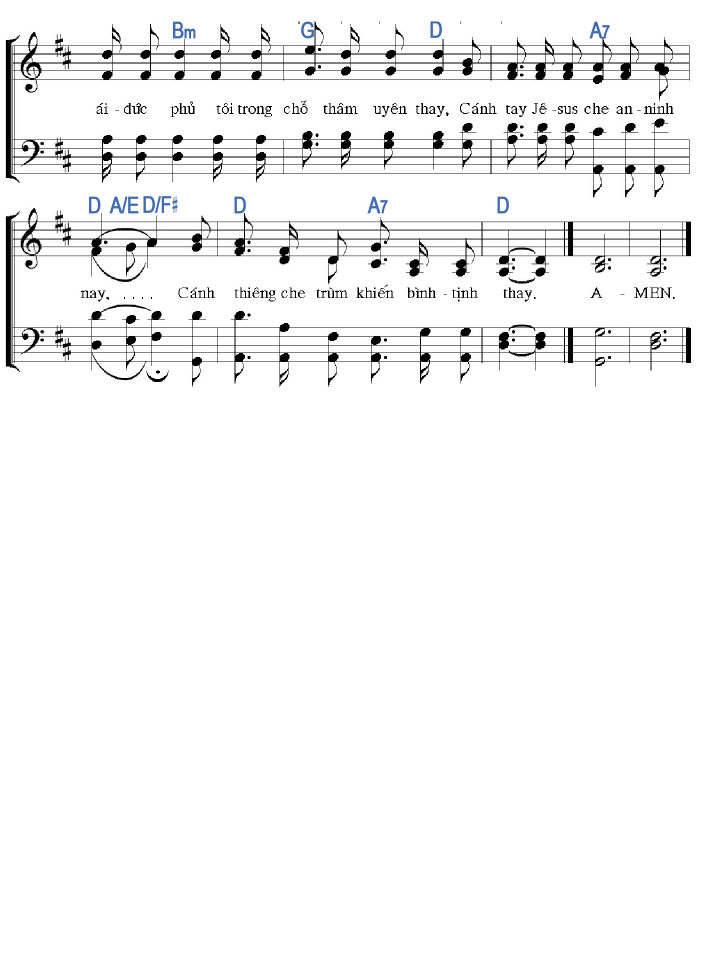 Bm G D A7
ái - đức phủ tôi trong chỗ thâm uyên thay, Cánh tay Jê - sus che an - ninh
D A/E D/F♯ D A7 D
nay, .... Cánh thiêng che trùm khiến bình - tịnh thay. A - MEN.